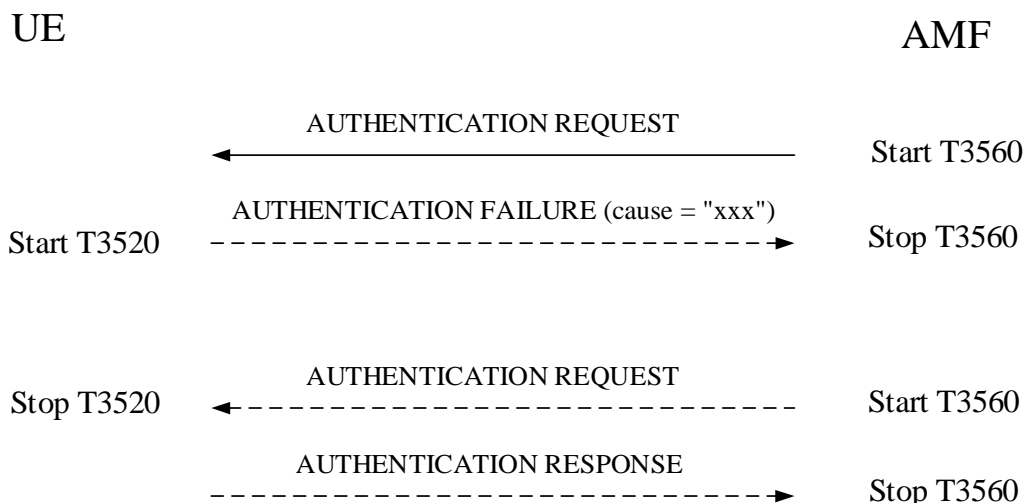 UE
AMF
AUTHENTICATION REQUEST
Start T3560
AUTHENTICATION FAILURE (cause = "xxx")
Start T3520
Stop T3560
AUTHENTICATION REQUEST
Stop T3520
Start T3560
AUTHENTICATION RESPONSE
Stop T3560